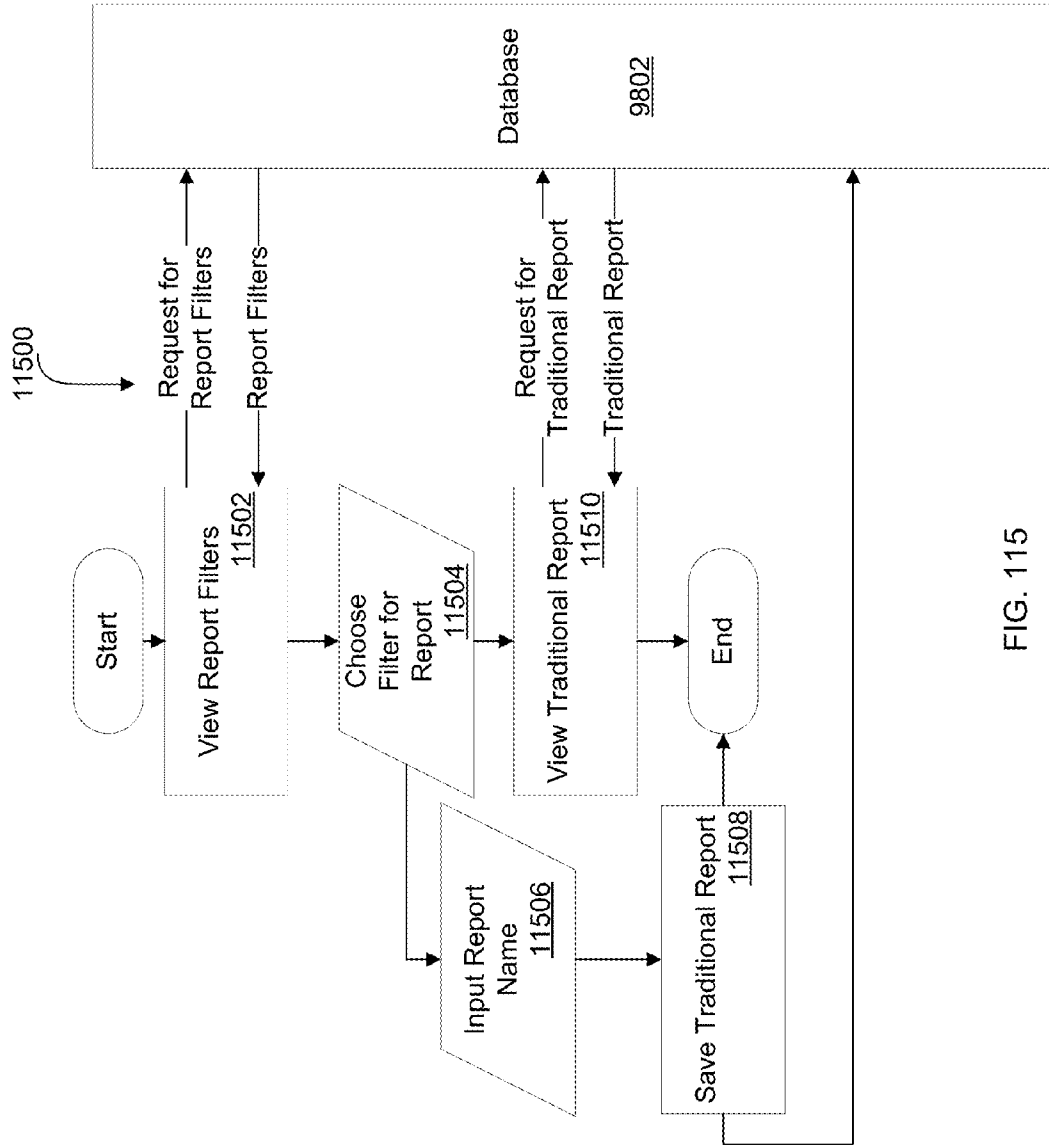 11500
Start
View Report Filters
11502
Request for
Report Filters
Report Filters
Database
9802
Choose
Filter for
Report
11504
Input Report
Name
11506
View Traditional Report
11510
Request for
Traditional Report
Traditional Report
Save Traditional Report
11508
End
FIG. 115